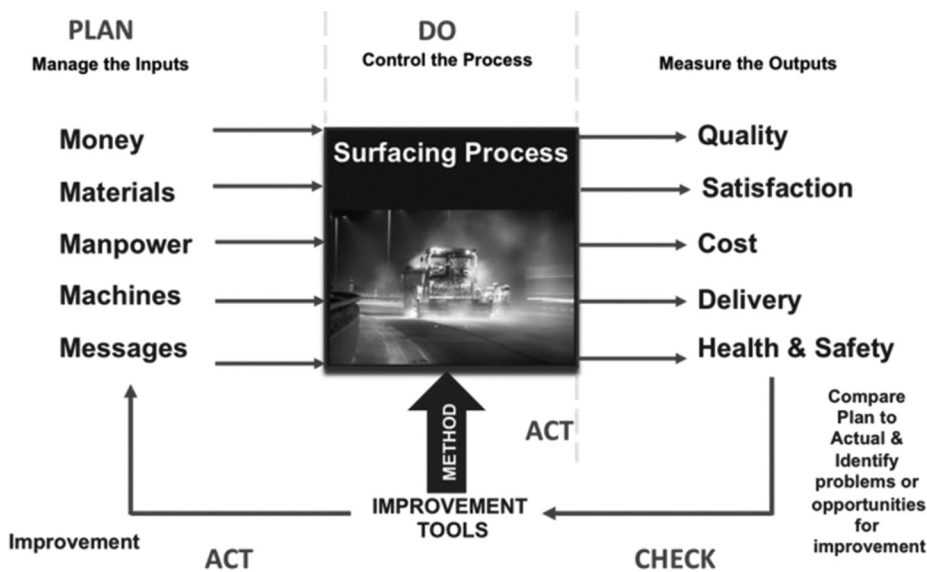 PLAN
Manage the Inputs
DO
Control the Process
Measure the Outputs
Money
Materials
Manpower
Machines
Messages
Surfacing Process
Quality
Satisfaction
Cost
Delivery
Health & Safety
METHOD
ACT
Compare
Plan to
Actual &
Identify
problems or
opportunities
for
improvement
IMPROVEMENT
TOOLS
Improvement
ACT
CHECK